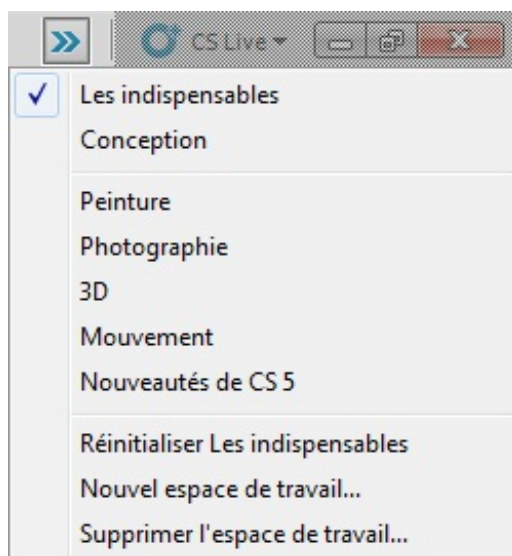 CS Live
Les indispensables
Conception
Peinture
Photographie
3D
Mouvement
Nouveautés de CS 5
Réinitialiser Les indispensables
Nouvel espace de travail...
Supprimer l'espace de travail...